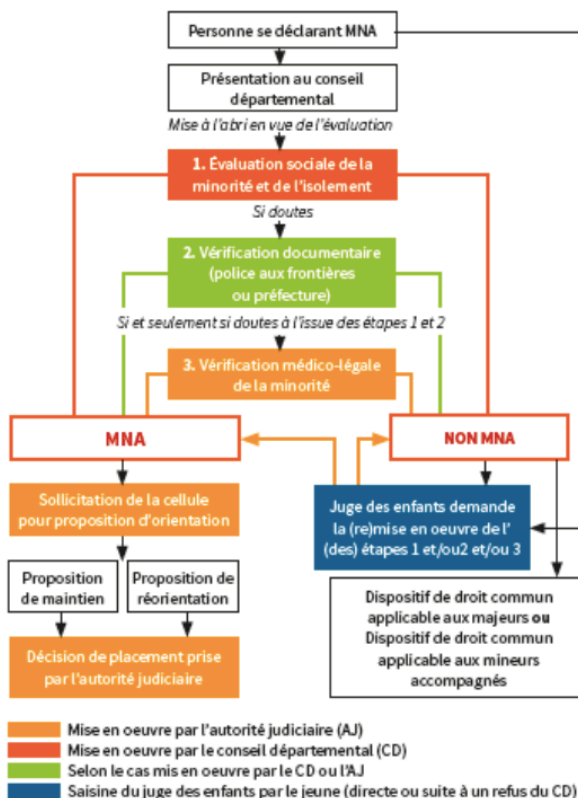 Personne se déclarant MNA
Présentation au conseil
départemental
Mise à l'abri en vue de l'évaluation
1. Évaluation sociale de la
minorité et de l'isolement
Si doutes
2. Vérification documentaire
(police aux frontières
ou préfecture)
Si et seulement si doutes à l'issue des étapes 1 et 2
3. Vérification médico-légale
de la minorité
MNA
NON MNA
Sollicitation de la cellule
pour proposition d'orientation
Juge des enfants demande
la (re)mise en oeuvre de l'
(des) étapes 1 et/ou2 et/ou 3
Proposition
de maintien
Proposition de
réorientation
Décision de placement prise
par l'autorité judiciaire
Dispositif de droit commun
applicable aux majeurs ou
Dispositif de droit commun
applicable aux mineurs
accompagnés
Mise en oeuvre par l'autorité judiciaire (AJ)
Mise en oeuvre par le conseil départemental (CD)
Selon le cas mis en oeuvre par le CD ou l'AJ
Saisine du juge des enfants par le jeune (directe ou suite à un refus du CD)